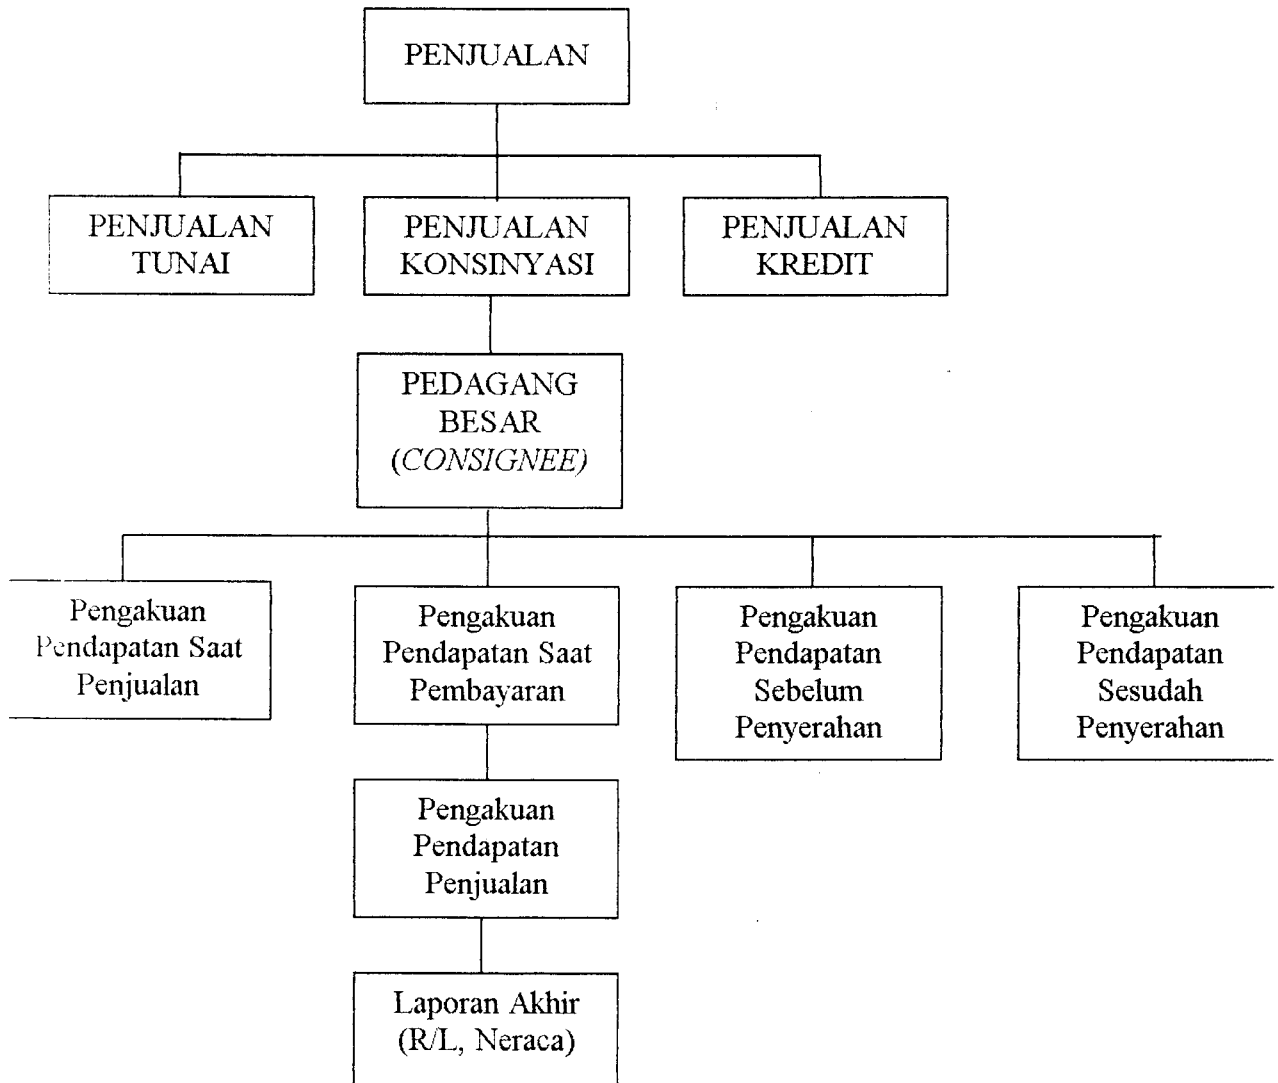 PENJUALAN
PENJUALAN
TUNAI
PENJUALAN
KONSINYASI
PENJUALAN
KREDIT
PEDAGANG
BESAR
(CONSIGNEE)
Pengakuan
Pendapatan Saat
Penjualan
Pengakuan
Pendapatan Saat
Pembayaran
Pengakuan
Pendapatan
Sebelum
Penyerahan
Pengakuan
Pendapatan
Sesudah
Penyerahan
Pengakuan
Pendapatan
Penjualan
Laporan Akhir
(R/L, Neraca)